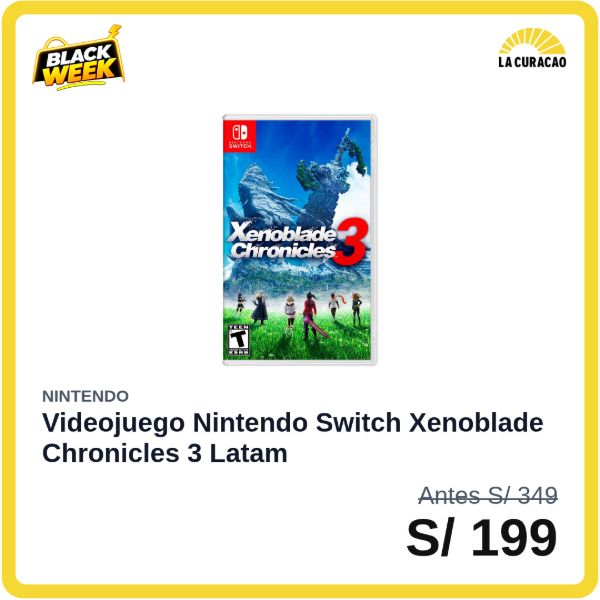 BLACK
WEEK
LA CURACAO
NINTENDO
SWITCH
Xenoblade
Chronicles 3
TEEN
T
ESRB
NINTENDO
Videojuego Nintendo Switch Xenoblade
Chronicles 3 Latam
Antes S/ 349
S/ 199